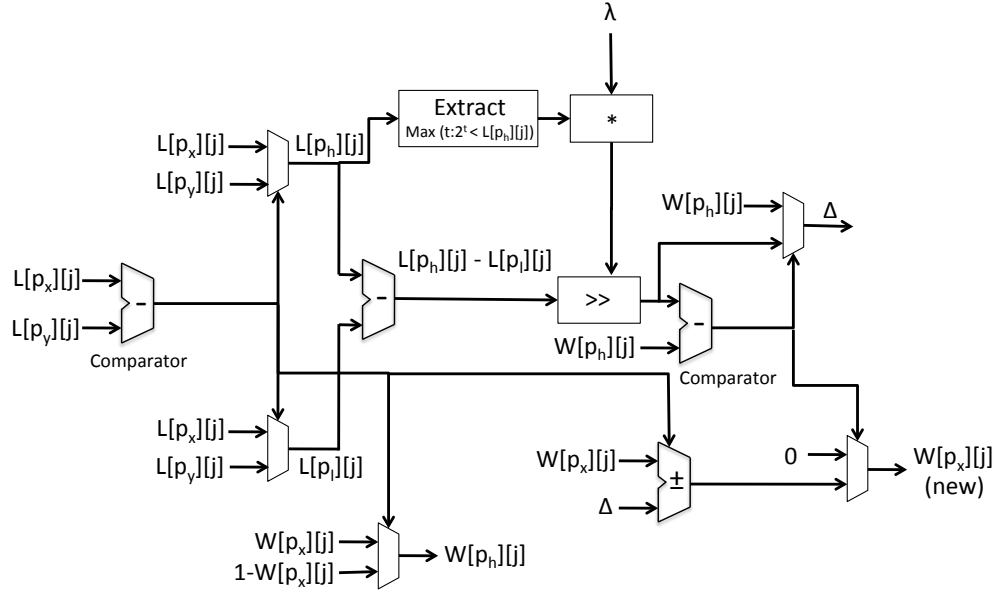 λ
Extract
Max (t:2ᵗ < L[pₕ][j])
*
L[pₓ][j]
L[pᵧ][j]
L[pₕ][j]
W[pₕ][j]
Δ
L[pₓ][j]
L[pᵧ][j]
-
Comparator
-
L[pₕ][j] - L[pₗ][j]
>>
W[pₕ][j]
-
Comparator
L[pₓ][j]
L[pᵧ][j]
L[pₗ][j]
W[pₓ][j]
Δ
±
0
W[pₓ][j]
(new)
W[pₓ][j]
1-W[pₓ][j]
W[pₕ][j]